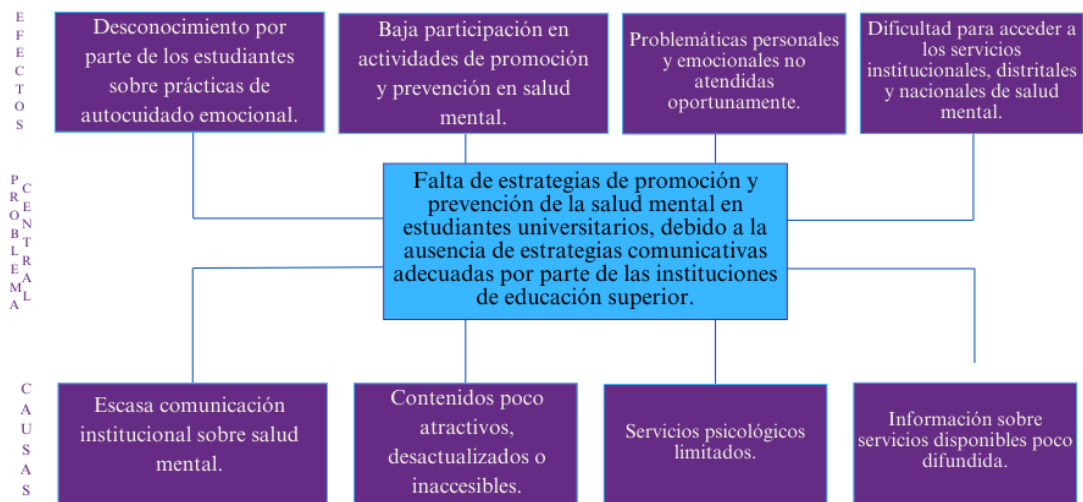 EFECTOS
Desconocimiento por
parte de los estudiantes
sobre prácticas de
autocuidado emocional.
Baja participación en
actividades de promoción
y prevención en salud
mental.
Problemáticas personales
y emocionales no
atendidas
oportunamente.
Dificultad para acceder a
los servicios
institucionales, distritales
y nacionales de salud
mental.
PROBLEMA
CENTRAL
Falta de estrategias de promoción y
prevención de la salud mental en
estudiantes universitarios, debido a la
ausencia de estrategias comunicativas
adecuadas por parte de las instituciones
de educación superior.
CAUSAS
Escasa comunicación
institucional sobre salud
mental.
Contenidos poco
atractivos,
desactualizados o
inaccesibles.
Servicios psicológicos
limitados.
Información sobre
servicios disponibles poco
difundida.